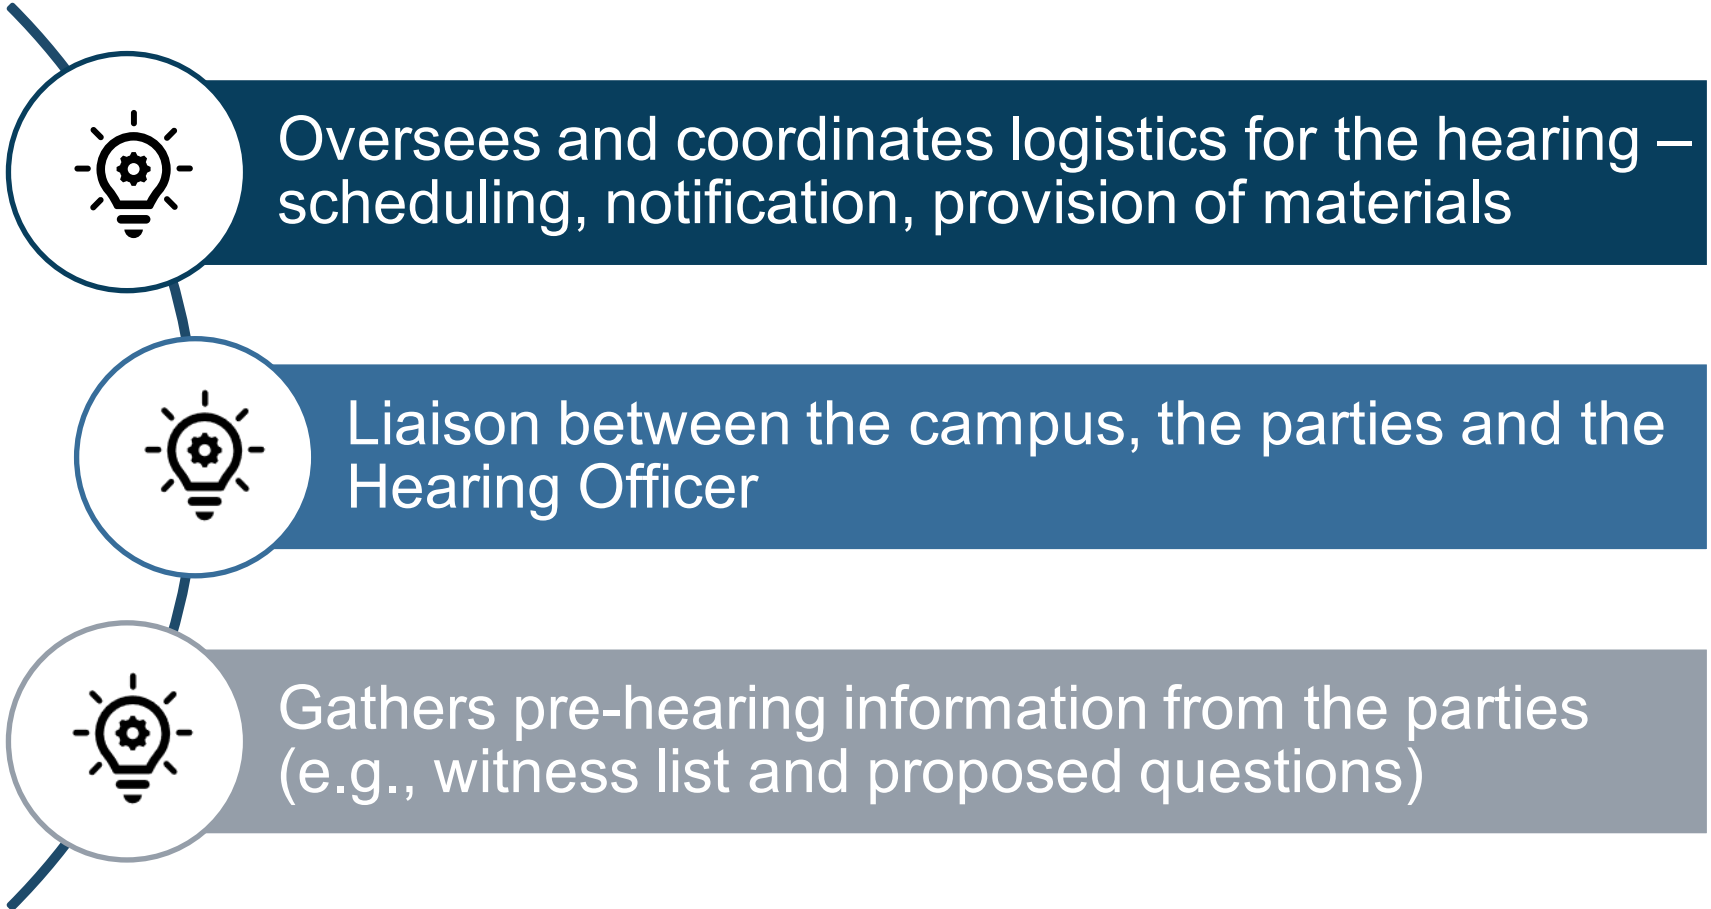 Oversees and coordinates logistics for the hearing –
scheduling, notification, provision of materials
Liaison between the campus, the parties and the
Hearing Officer
Gathers pre-hearing information from the parties
(e.g., witness list and proposed questions)